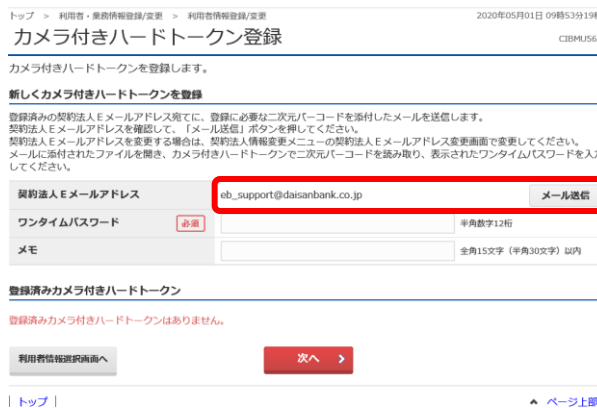 トップ > 利用者・業務情報登録/変更 > 利用者情報登録/変更
2020年05月01日 09時53分19
カメラ付きハードトークン登録
CIBMU56
カメラ付きハードトークンを登録します。
新しくカメラ付きハードトークンを登録
登録済みの契約法人Eメールアドレス宛てに、登録に必要な二次元バーコードを添付したメールを送信します。
契約法人Eメールアドレスを確認して、「メール送信」ボタンを押してください。
契約法人Eメールアドレスを変更する場合は、契約法人情報変更メニューの契約法人Eメールアドレス変更画面で変更してください。
メールに添付されたファイルを開き、カメラ付きハードトークンで二次元バーコードを読み取り、表示されたワンタイムパスワードを入
してください。
契約法人Eメールアドレス
eb_support@daisanbank.co.jp
メール送信
ワンタイムパスワード 必須
半角数字12桁
メモ
全角15文字（半角30文字）以内
登録済みカメラ付きハードトークン
登録済みカメラ付きハードトークンはありません。
利用者情報選択画面へ
次へ
トップ
ページ上部